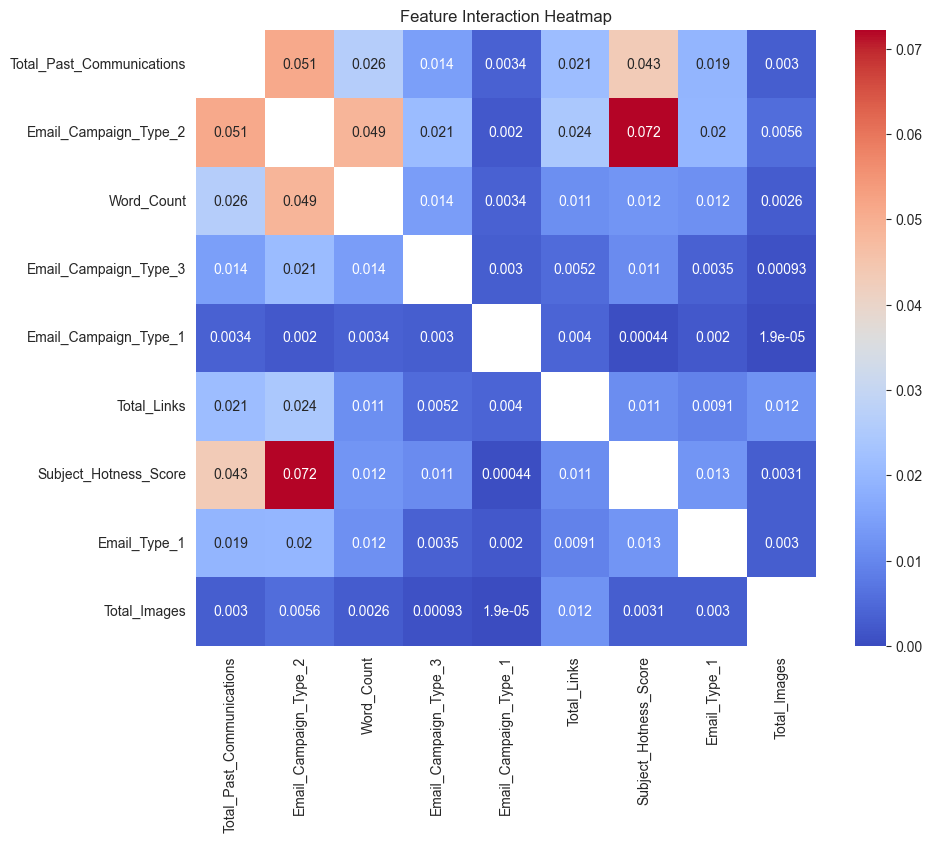 Feature Interaction Heatmap
Total_Past_Communications 0.051 0.026 0.014 0.0034 0.021 0.043 0.019 0.003
Email_Campaign_Type_2 0.051 0.049 0.021 0.002 0.024 0.072 0.02 0.0056
Word_Count 0.026 0.049 0.014 0.0034 0.011 0.012 0.012 0.0026
Email_Campaign_Type_3 0.014 0.021 0.014 0.003 0.0052 0.011 0.0035 0.00093
Email_Campaign_Type_1 0.0034 0.002 0.0034 0.003 0.004 0.00044 0.002 1.9e-05
Total_Links 0.021 0.024 0.011 0.0052 0.004 0.011 0.0091 0.012
Subject_Hotness_Score 0.043 0.072 0.012 0.011 0.00044 0.011 0.013 0.0031
Email_Type_1 0.019 0.02 0.012 0.0035 0.002 0.0091 0.013 0.003
Total_Images 0.003 0.0056 0.0026 0.00093 1.9e-05 0.012 0.0031 0.003
Total_Past_Communications
Email_Campaign_Type_2
Word_Count
Email_Campaign_Type_3
Email_Campaign_Type_1
Total_Links
Subject_Hotness_Score
Email_Type_1
Total_Images
0.07
0.06
0.05
0.04
0.03
0.02
0.01
0.00